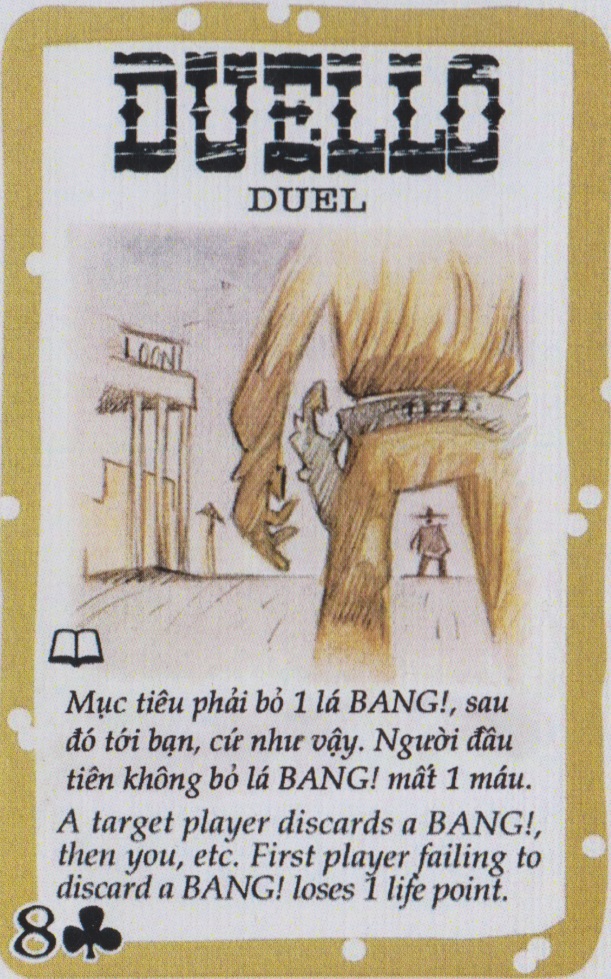 DUELLO
DUEL
LOON
Mục tiêu phải bỏ 1 lá BANG!, sau
đó tới bạn, cứ như vậy. Người đầu
tiên không bỏ lá BANG! mất 1 máu.
A target player discards a BANG!,
then you, etc. First player failing to
discard a BANG! loses 1 life point.
8♣